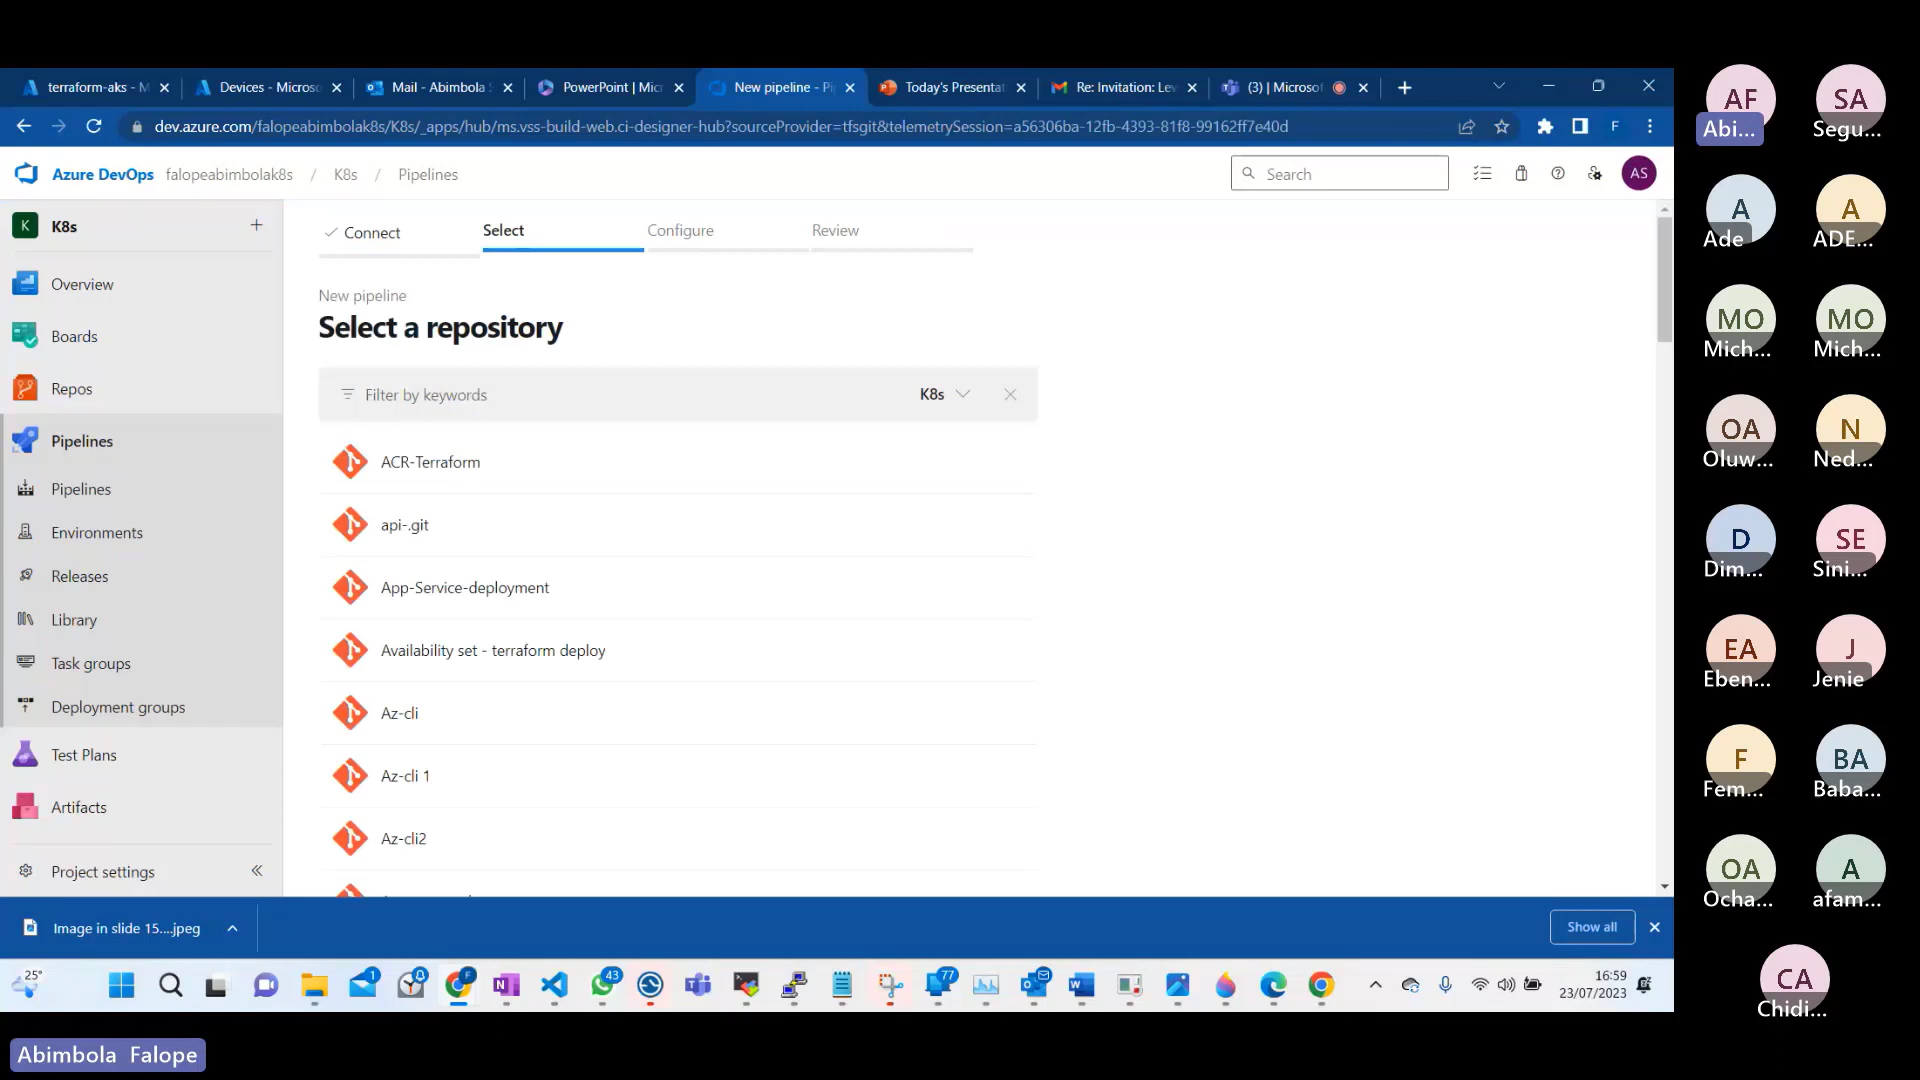 terraform-aks - M
Devices - Microso
Mail - Abimbola S
PowerPoint | Micr
New pipeline - Pi
Today's Presentat
Re: Invitation: Lev
(3) | Microsof
dev.azure.com/falopeabimbolak8s/K8s/_apps/hub/ms.vss-build-web.ci-designer-hub?sourceProvider=tfsgit&telemetrySession=a56306ba-12fb-4393-81f8-99162ff7e40d
F
Azure DevOps falopeabimbolak8s / K8s / Pipelines
Search
AS
K K8s +
Overview
Boards
Repos
Pipelines
Pipelines
Environments
Releases
Library
Task groups
Deployment groups
Test Plans
Artifacts
Project settings
Connect
Select
Configure
Review
New pipeline
Select a repository
Filter by keywords
K8s
ACR-Terraform
api-.git
App-Service-deployment
Availability set - terraform deploy
Az-cli
Az-cli 1
Az-cli2
Image in slide 15....jpeg
Show all
25°
1
F
43
77
16:59
23/07/2023
Abimbola Falope
AF
Abi...
SA
Segu...
A
Ade
A
ADE...
MO
Mich...
MO
Mich...
OA
Oluw...
N
Ned...
D
Dim...
SE
Sini...
EA
Eben...
J
Jenie
F
Fem...
BA
Baba...
OA
Ocha...
A
afam...
CA
Chidi...